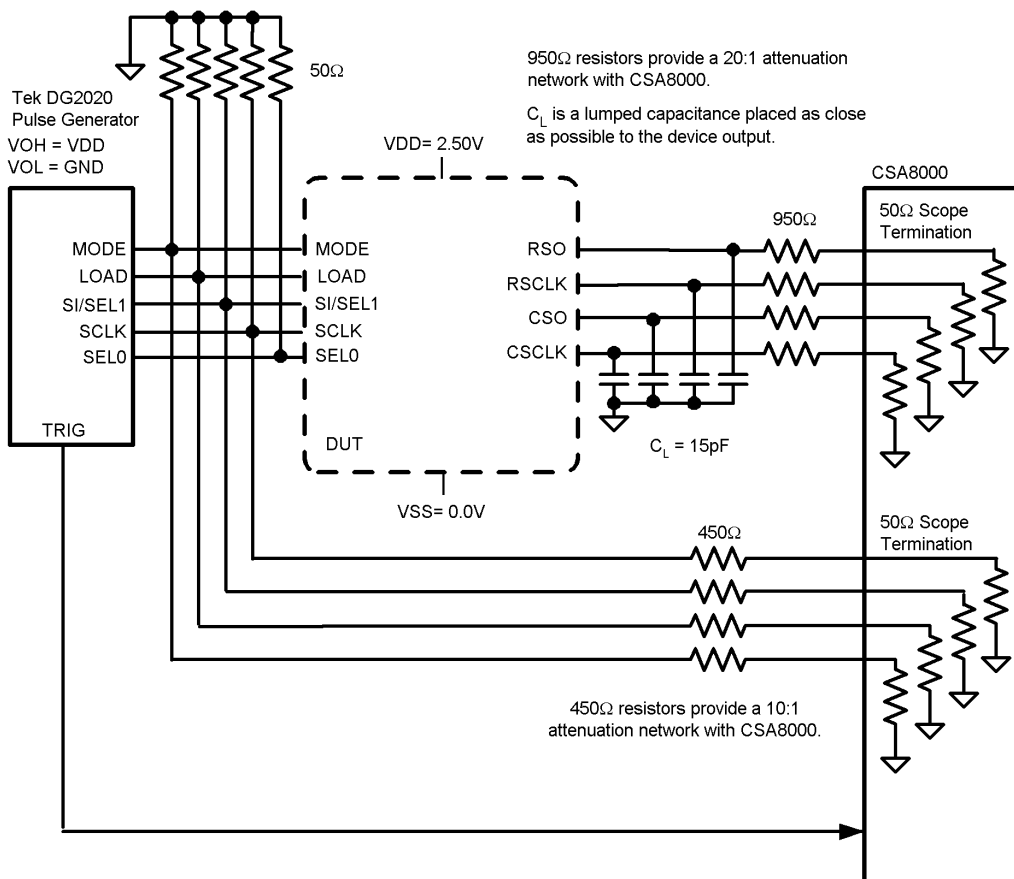 50Ω
950Ω resistors provide a 20:1 attenuation
network with CSA8000.
C_L is a lumped capacitance placed as close
as possible to the device output.
Tek DG2020
Pulse Generator
VOH = VDD
VOL = GND
VDD= 2.50V
CSA8000
MODE
LOAD
SI/SEL1
SCLK
SEL0
TRIG
MODE
LOAD
SI/SEL1
SCLK
SEL0
DUT
RSO
RSCLK
CSO
CSCLK
950Ω
50Ω Scope
Termination
C_L = 15pF
VSS= 0.0V
450Ω
50Ω Scope
Termination
450Ω resistors provide a 10:1
attenuation network with CSA8000.